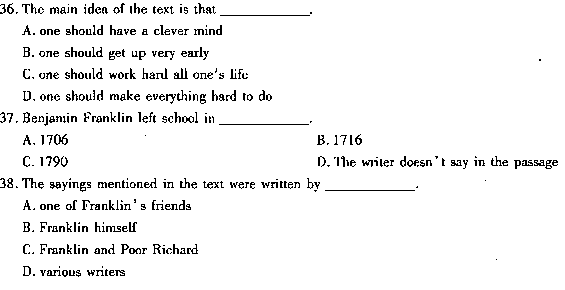 36. The main idea of the text is that ____________.
A. one should have a clever mind
B. one should get up very early
C. one should work hard all one's life
D. one should make everything hard to do
37. Benjamin Franklin left school in ____________.
A. 1706 B. 1716
C. 1790 D. The writer doesn't say in the passage
38. The sayings mentioned in the text were written by ____________.
A. one of Franklin's friends
B. Franklin himself
C. Franklin and Poor Richard
D. various writers